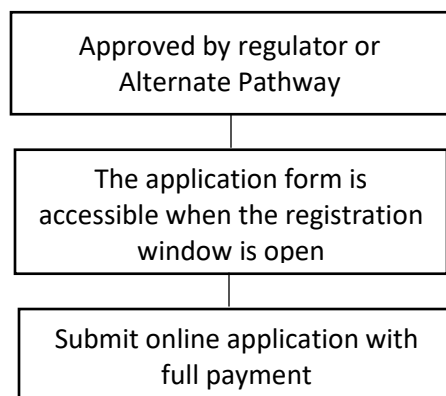 Approved by regulator or
Alternate Pathway
The application form is
accessible when the registration
window is open
Submit online application with
full payment